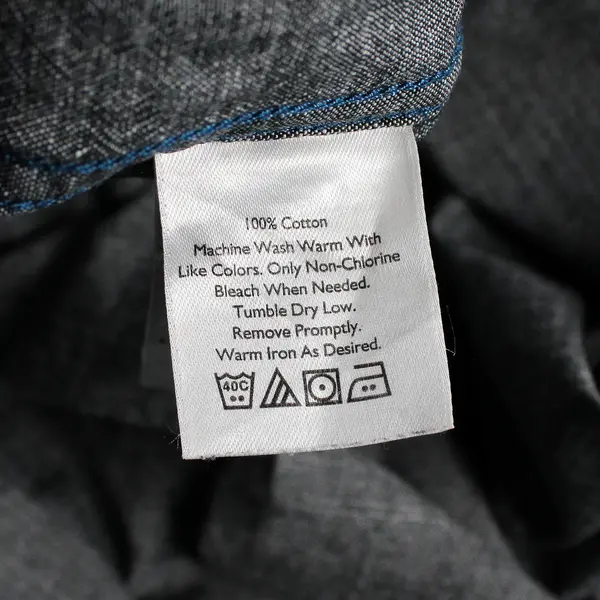 100% Cotton
Machine Wash Warm With
Like Colors. Only Non-Chlorine
Bleach When Needed.
Tumble Dry Low.
Remove Promptly.
Warm Iron As Desired.
40C